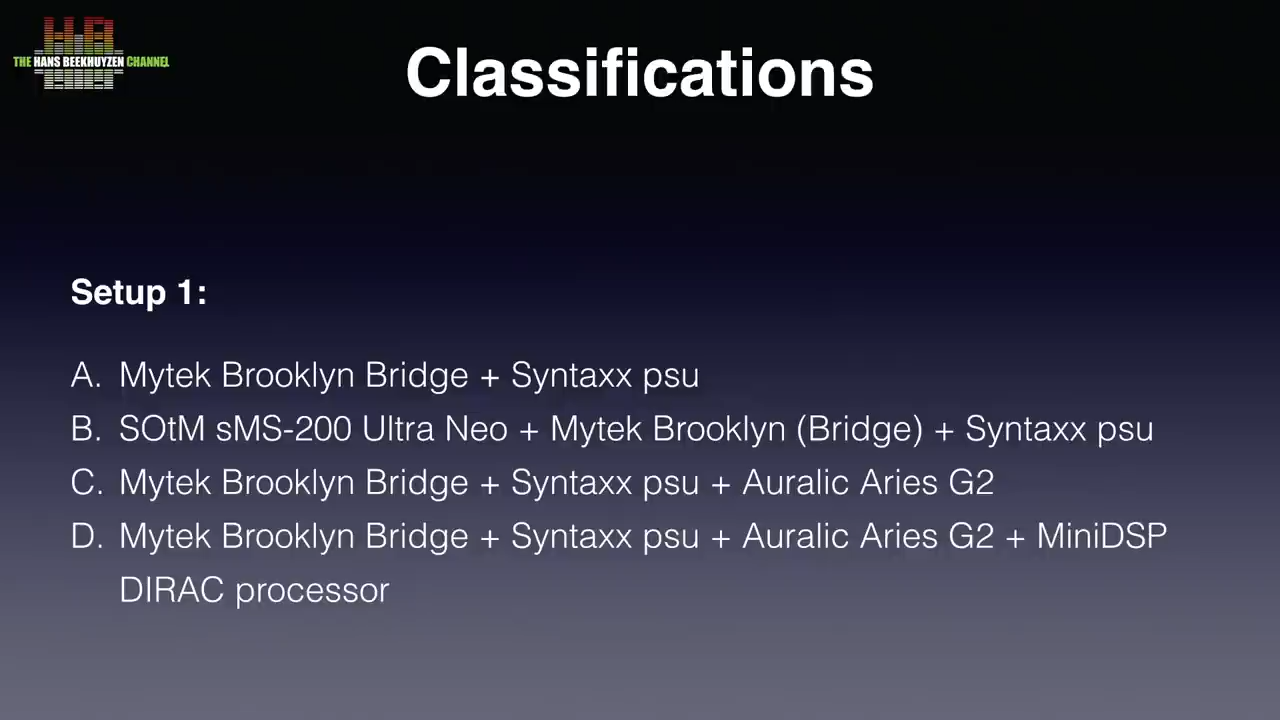 THE HANS BEEKHUYZEN CHANNEL
Classifications
Setup 1:
A. Mytek Brooklyn Bridge + Syntaxx psu
B. SOtM sMS-200 Ultra Neo + Mytek Brooklyn (Bridge) + Syntaxx psu
C. Mytek Brooklyn Bridge + Syntaxx psu + Auralic Aries G2
D. Mytek Brooklyn Bridge + Syntaxx psu + Auralic Aries G2 + MiniDSP
DIRAC processor